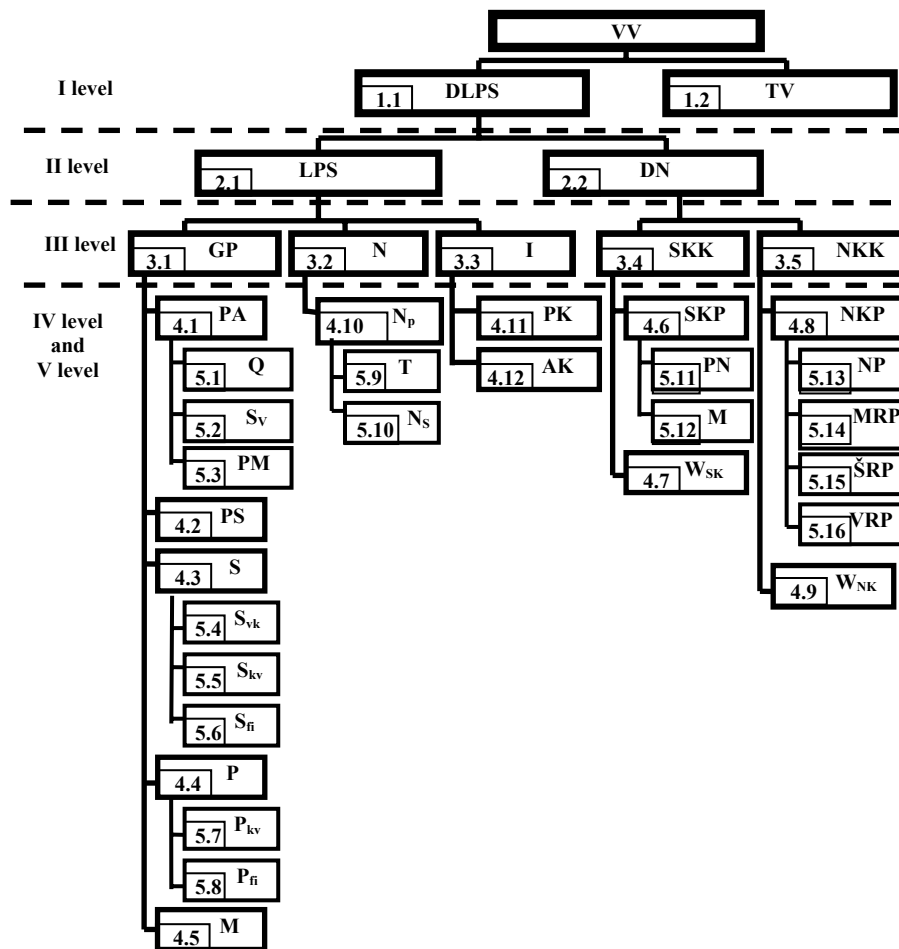 VV
I level
1.1 DLPS
1.2 TV
II level
2.1 LPS
2.2 DN
III level
3.1 GP
3.2 N
3.3 I
3.4 SKK
3.5 NKK
IV level
and
V level
4.1 PA
5.1 Q
5.2 Sv
5.3 PM
4.2 PS
4.3 S
5.4 Svk
5.5 Skv
5.6 Sfi
4.4 P
5.7 Pkv
5.8 Pfi
4.5 M
4.10 Np
5.9 T
5.10 NS
4.11 PK
4.12 AK
4.6 SKP
5.11 PN
5.12 M
4.7 WSK
4.8 NKP
5.13 NP
5.14 MRP
5.15 ŠRP
5.16 VRP
4.9 WNK